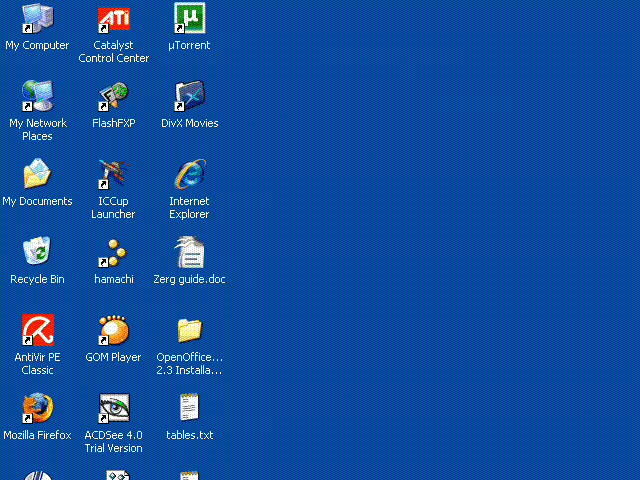 My Computer
ATI
Catalyst
Control Center
µ
µTorrent
My Network
Places
FlashFXP
DivX Movies
My Documents
ICCup
Launcher
Internet
Explorer
Recycle Bin
hamachi
Zerg guide.doc
AntiVir PE
Classic
GOM Player
OpenOffice...
2.3 Installa...
Mozilla Firefox
ACDSee 4.0
Trial Version
tables.txt